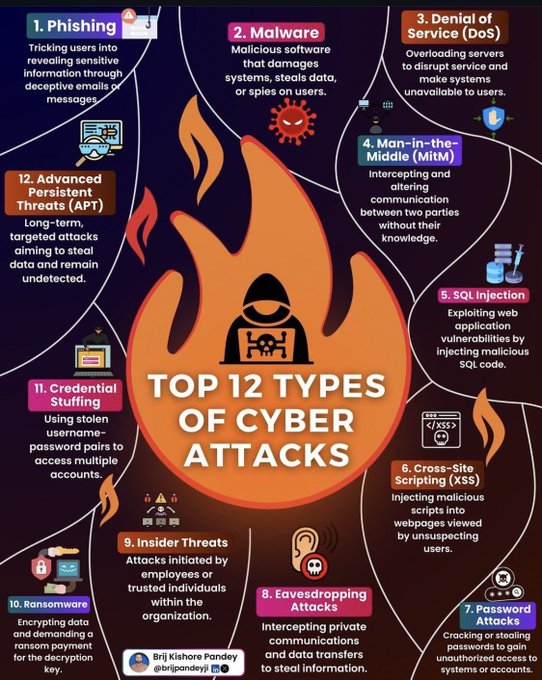 1. Phishing
Tricking users into
revealing sensitive
information through
deceptive emails or
messages.
2. Malware
Malicious software
that damages
systems, steals data,
or spies on users.
3. Denial of
Service (DoS)
Overloading servers
to disrupt service and
make systems
unavailable to users.
4. Man-in-the-
Middle (MitM)
Intercepting and
altering
communication
between two parties
without their
knowledge.
5. SQL Injection
Exploiting web
application
vulnerabilities by
injecting malicious
SQL code.
</XSS>
6. Cross-Site
Scripting (XSS)
Injecting malicious
scripts into
webpages viewed
by unsuspecting
users.
7. Password
Attacks
Cracking or stealing
passwords to gain
unauthorized access to
systems or accounts.
8. Eavesdropping
Attacks
Intercepting private
communications
and data transfers
to steal information.
9. Insider Threats
Attacks initiated by
employees or
trusted individuals
within the
organization.
10. Ransomware
Encrypting data
and demanding a
ransom payment
for the decryption
key.
11. Credential
Stuffing
Using stolen
username-
password pairs to
access multiple
accounts.
12. Advanced
Persistent
Threats (APT)
Long-term,
targeted attacks
aiming to steal
data and remain
undetected.
TOP 12 TYPES
OF CYBER
ATTACKS
Brij Kishore Pandey
@brijpandeyji in X